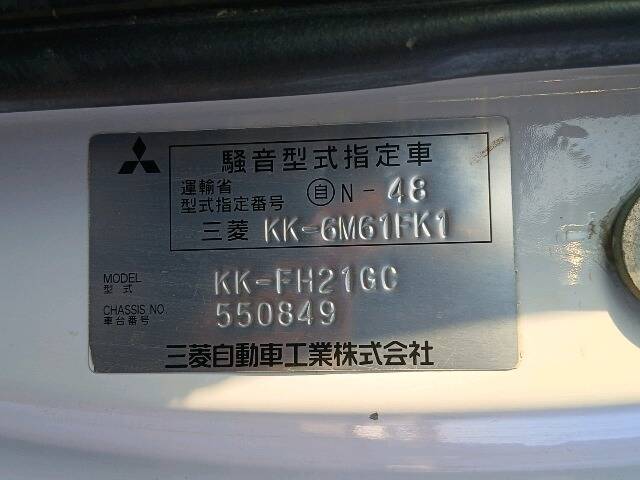 騒音型式指定車
運輸省
型式指定番号 自 N-48
三菱 KK-6M61FK1
MODEL
型式
KK-FH21GC
CHASSIS NO.
車台番号
550849
三菱自動車工業株式会社